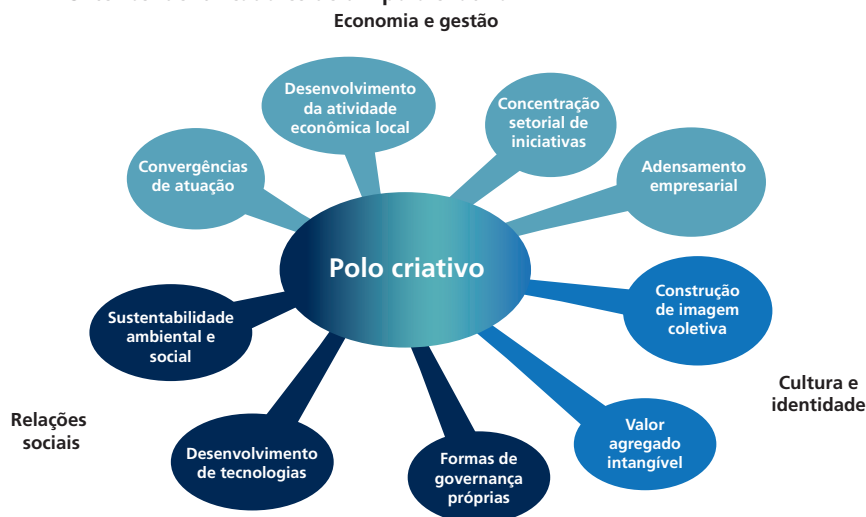 Economia e gestão
Desenvolvimento
da atividade
econômica local
Concentração
setorial de
iniciativas
Convergências
de atuação
Adensamento
empresarial
Polo criativo
Construção
de imagem
coletiva
Sustentabilidade
ambiental e
social
Cultura e
identidade
Relações
sociais
Valor
agregado
intangível
Desenvolvimento
de tecnologias
Formas de
governança
próprias